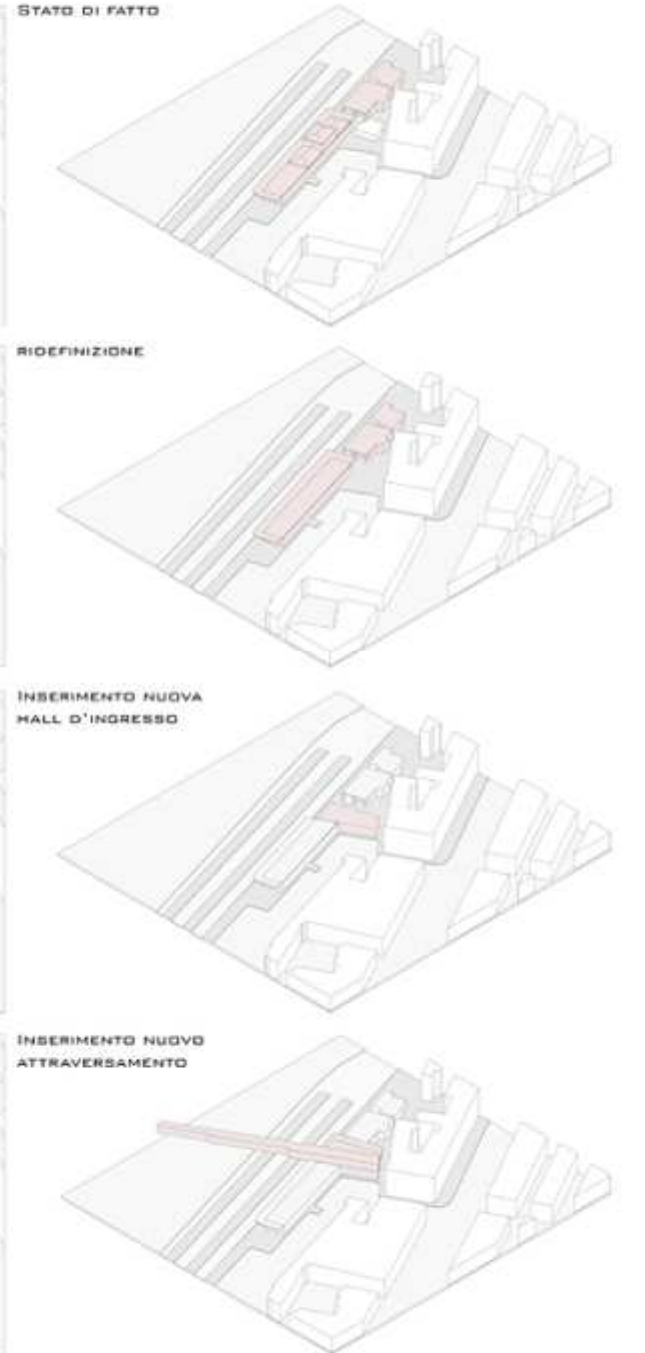 STATO DI FATTO
RIDEFINIZIONE
INSERIMENTO NUOVA
HALL D'INGRESSO
INSERIMENTO NUOVO
ATTRAVERSAMENTO